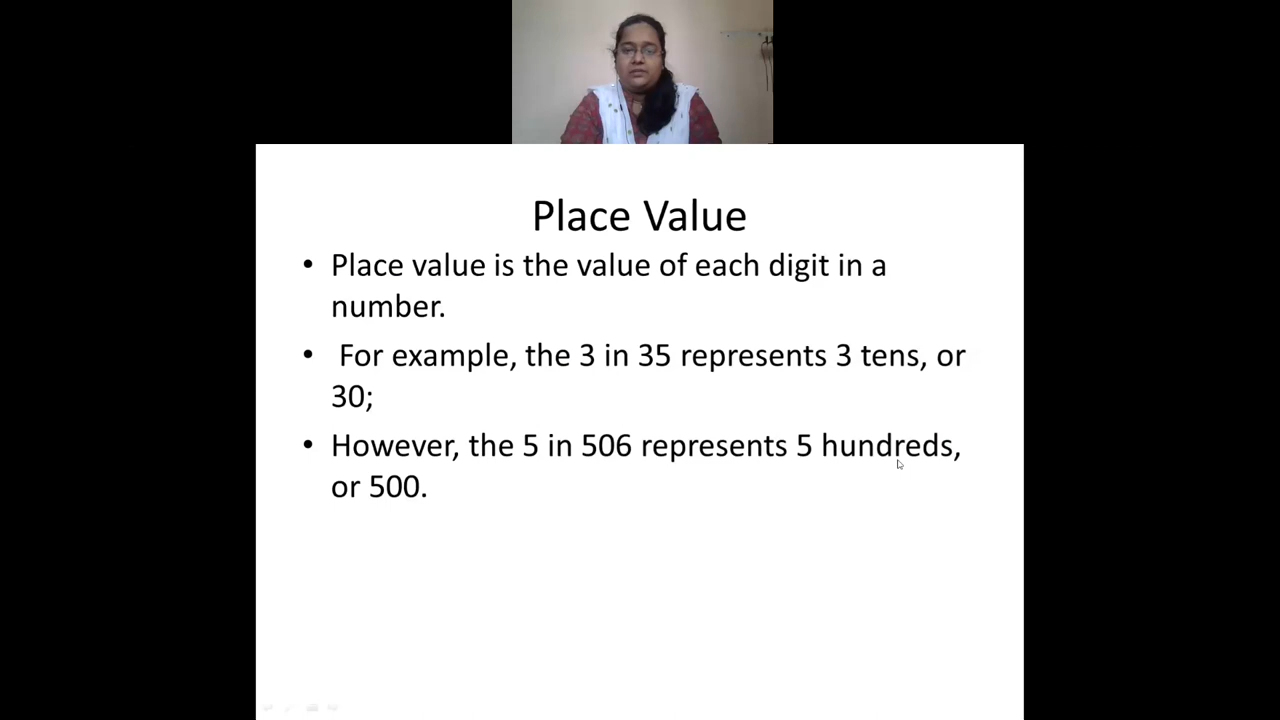 Place Value
• Place value is the value of each digit in a
number.
• For example, the 3 in 35 represents 3 tens, or
30;
• However, the 5 in 506 represents 5 hundreds,
or 500.